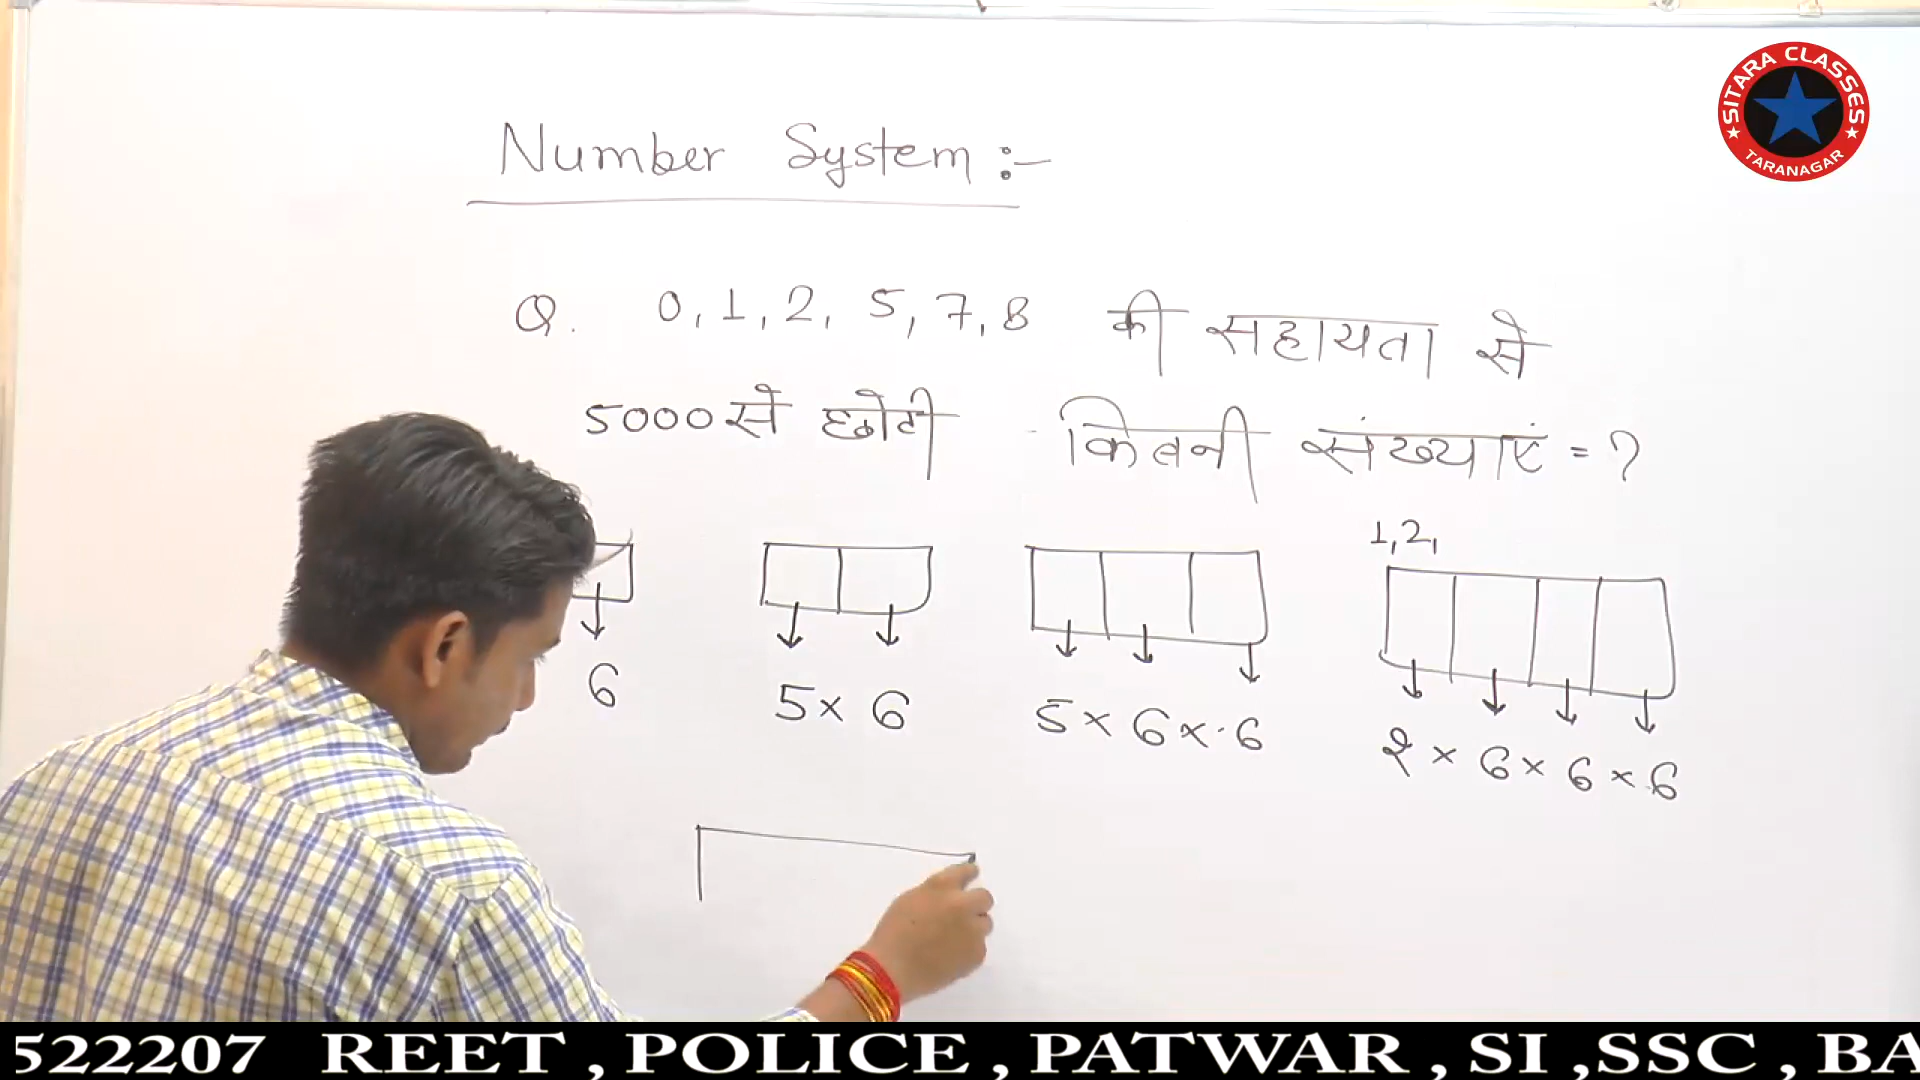 SITARA CLASSES
TARANAGAR
Number System :-
Q. 0, 1, 2, 5, 7, 8 की सहायता से
5000 से छोटी कितनी संख्याएं = ?
1, 2,
6
5 × 6
5 × 6 × 6
2 × 6 × 6 × 6
522207 REET , POLICE , PATWAR , SI ,SSC , BA